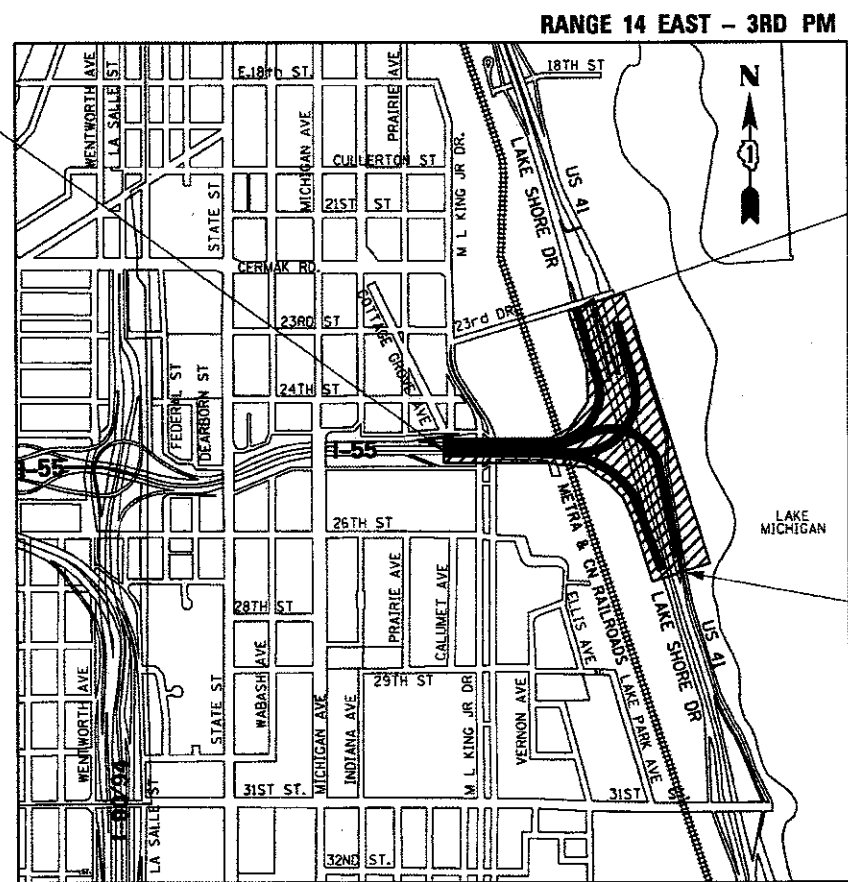 RANGE 14 EAST - 3RD PM
WENTWORTH AVE
LA SALLE ST
E.18th ST.
MICHIGAN AVE
PRAIRIE AVE
18TH ST
N
CULLERTON ST
M L KING JR DR.
LAKE SHORE DR
US 41
STATE ST
21ST ST
CERMAK RD.
COTTAGE GROVE AVE
23RD ST
23rd DR
FEDERAL ST
DEARBORN ST
24TH ST
I-55
I-55
26TH ST
METRA & CN RAILROADS
LAKE
MICHIGAN
PRAIRIE AVE
CALUMET AVE
28TH ST
ELLIS AVE
LAKE SHORE DR
US 41
WENTWORTH AVE
STATE ST
WABASH AVE
MICHIGAN AVE
INDIANA AVE
29TH ST
M L KING JR DR
VERNON AVE
LAKE PARK AVE
I-90/94
LA SALLE ST
31ST ST.
31ST
32ND ST.